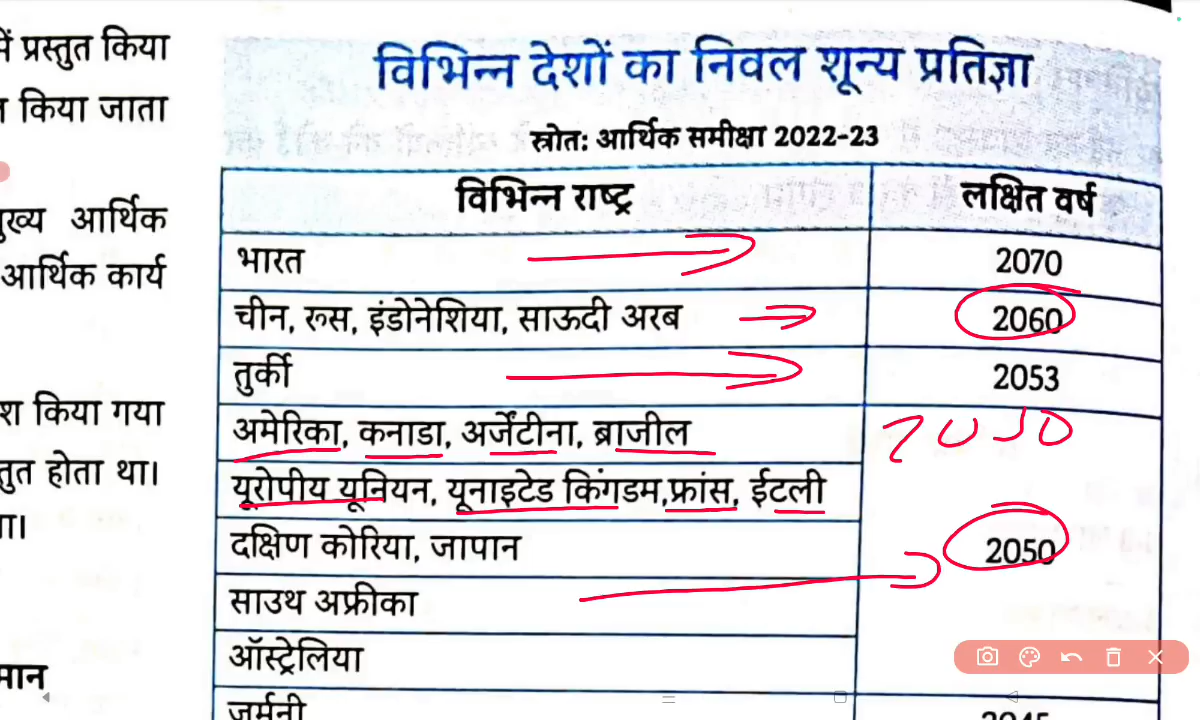 में प्रस्तुत किया
किया जाता
मुख्य आर्थिक
आर्थिक कार्य
किया गया
होता था।
विभिन्न देशों का निवल शून्य प्रतिज्ञा
स्रोत: आर्थिक समीक्षा 2022-23
विभिन्न राष्ट्र लक्षित वर्ष
भारत 2070
चीन, रूस, इंडोनेशिया, साऊदी अरब 2060
तुर्की 2053
अमेरिका, कनाडा, अर्जेंटीना, ब्राजील 2050
यूरोपीय यूनियन, यूनाइटेड किंगडम,फ्रांस, ईटली
दक्षिण कोरिया, जापान 2050
साउथ अफ्रीका
ऑस्ट्रेलिया
जर्मनी 2045